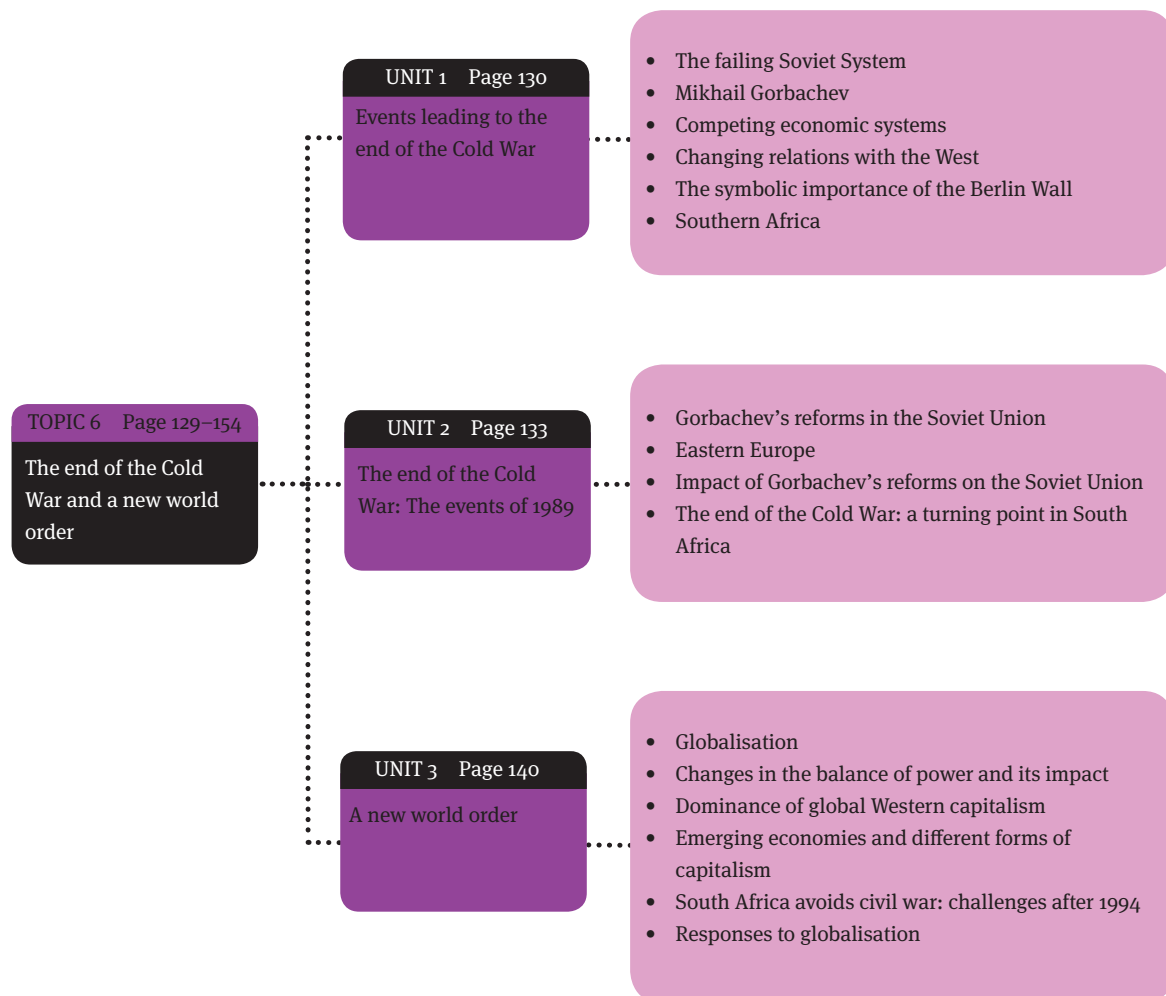 TOPIC 6 Page 129–154
The end of the Cold
War and a new world
order
UNIT 1 Page 130
Events leading to the
end of the Cold War
• The failing Soviet System
• Mikhail Gorbachev
• Competing economic systems
• Changing relations with the West
• The symbolic importance of the Berlin Wall
• Southern Africa
UNIT 2 Page 133
The end of the Cold
War: The events of 1989
• Gorbachev’s reforms in the Soviet Union
• Eastern Europe
• Impact of Gorbachev’s reforms on the Soviet Union
• The end of the Cold War: a turning point in South
Africa
UNIT 3 Page 140
A new world order
• Globalisation
• Changes in the balance of power and its impact
• Dominance of global Western capitalism
• Emerging economies and different forms of
capitalism
• South Africa avoids civil war: challenges after 1994
• Responses to globalisation